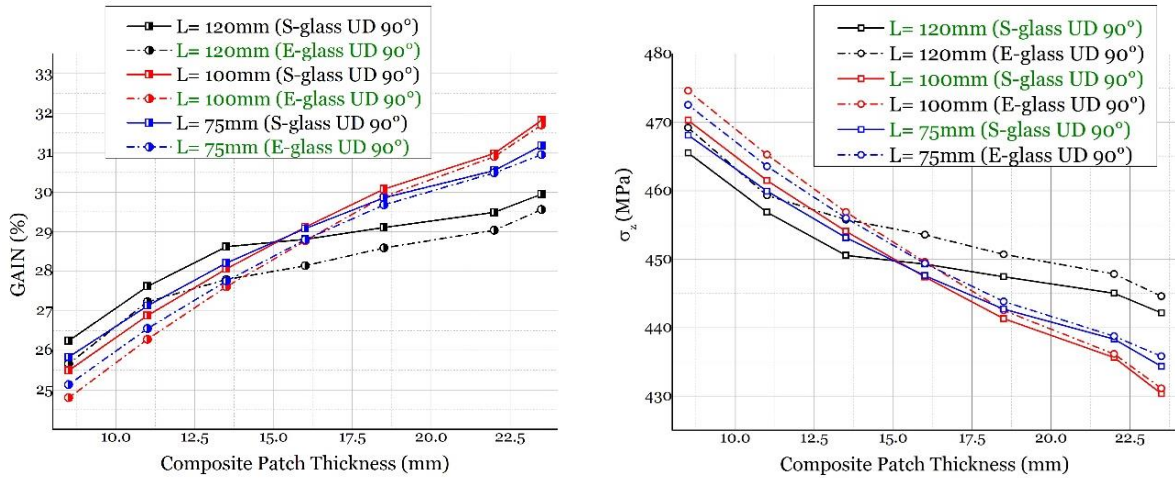 L= 120mm (S-glass UD 90°)
L= 120mm (E-glass UD 90°)
L= 100mm (S-glass UD 90°)
L= 100mm (E-glass UD 90°)
L= 75mm (S-glass UD 90°)
L= 75mm (E-glass UD 90°)
33
32
31
30
29
28
27
26
25
GAIN (%)
10.0 12.5 15.0 17.5 20.0 22.5
Composite Patch Thickness (mm)
L= 120mm (S-glass UD 90°)
L= 120mm (E-glass UD 90°)
L= 100mm (S-glass UD 90°)
L= 100mm (E-glass UD 90°)
L= 75mm (S-glass UD 90°)
L= 75mm (E-glass UD 90°)
480
470
460
450
440
430
σz (MPa)
10.0 12.5 15.0 17.5 20.0 22.5
Composite Patch Thickness (mm)